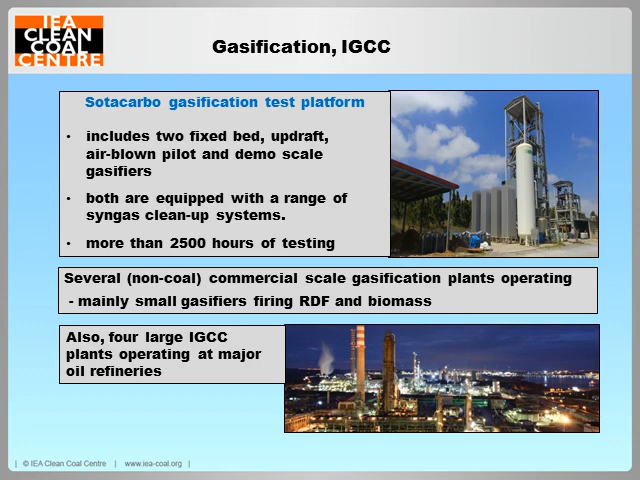 IEA
CLEAN
COAL
CENTRE
Gasification, IGCC
Sotacarbo gasification test platform
• includes two fixed bed, updraft,
air-blown pilot and demo scale
gasifiers
• both are equipped with a range of
syngas clean-up systems.
• more than 2500 hours of testing
Several (non-coal) commercial scale gasification plants operating
- mainly small gasifiers firing RDF and biomass
Also, four large IGCC
plants operating at major
oil refineries
| © IEA Clean Coal Centre | www.iea-coal.org |